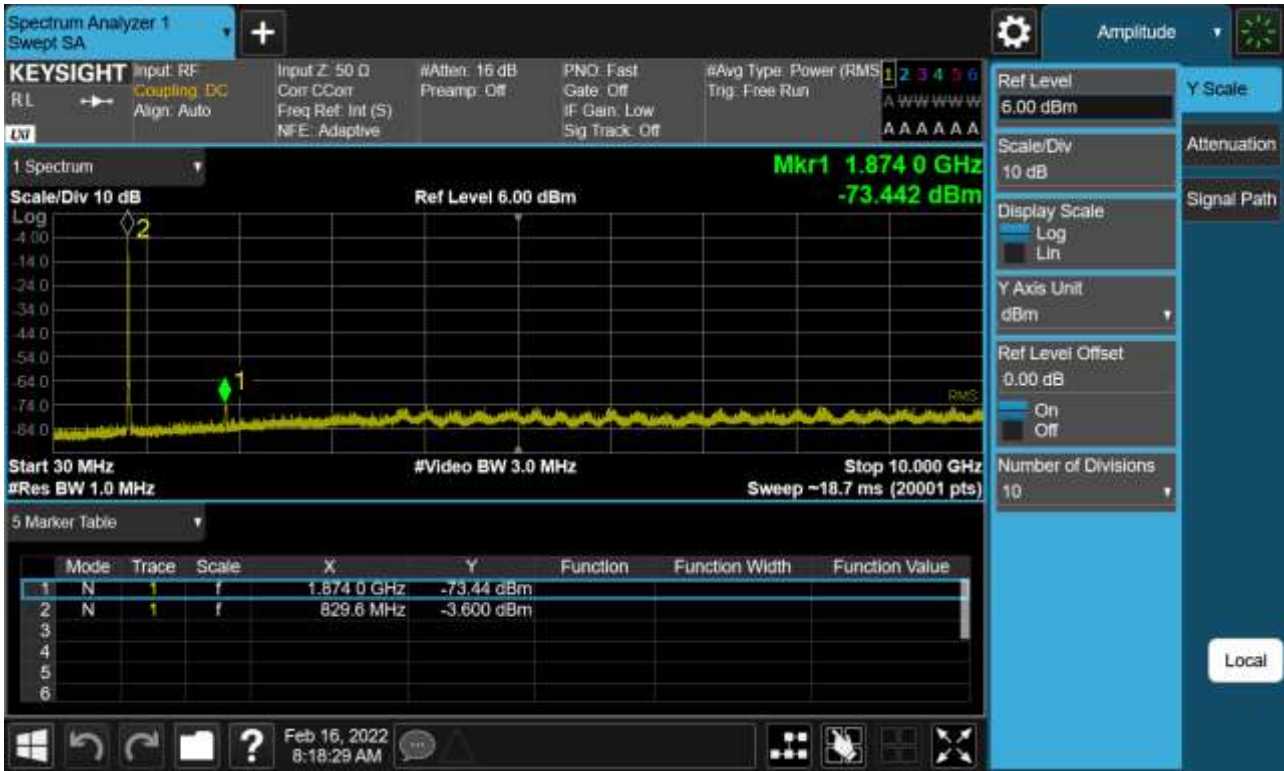 Spectrum Analyzer 1
Swept SA
+
Amplitude
KEYSIGHT
RL
LXI
Input: RF
Coupling: DC
Align: Auto
Input Z: 50 Ω
Corr CCorr
Freq Ref: Int (S)
NFE: Adaptive
#Atten: 16 dB
Preamp: Off
PNO: Fast
Gate: Off
IF Gain: Low
Sig Track: Off
#Avg Type: Power (RMS
Trig: Free Run
1 2 3 4 5 6
A W W W W W
A A A A A A
1 Spectrum
Mkr1 1.874 0 GHz
-73.442 dBm
Scale/Div 10 dB
Ref Level 6.00 dBm
Log
-4.00
-14.0
-24.0
-34.0
-44.0
-54.0
-64.0
-74.0
-84.0
2
1
RMS
Start 30 MHz
#Video BW 3.0 MHz
Stop 10.000 GHz
#Res BW 1.0 MHz
Sweep ~18.7 ms (20001 pts)
5 Marker Table
Mode Trace Scale X Y Function Function Width Function Value
1 N 1 f 1.874 0 GHz -73.44 dBm
2 N 1 f 829.6 MHz -3.600 dBm
3
4
5
6
Ref Level
6.00 dBm
Scale/Div
10 dB
Display Scale
Log
Lin
Y Axis Unit
dBm
Ref Level Offset
0.00 dB
On
Off
Number of Divisions
10
Y Scale
Attenuation
Signal Path
Local
?
Feb 16, 2022
8:18:29 AM